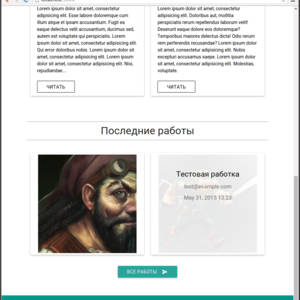 Lorem ipsum dolor sit amet, consectetur
adipisicing elit. Esse labore doloremque cum
illum atque et ipsam accusantium. Fugit ea
eaque delectus velit accusantium, ducimus sed,
autem est voluptate qui perspiciatis. Lorem
ipsum dolor sit amet, consectetur adipisicing elit.
Qui error doloribus nobis. Lorem ipsum dolor sit
amet, consectetur adipisicing elit. Nisi,
repudiandae...
ЧИТАТЬ
Lorem ipsum dolor sit amet, consectetur
adipisicing elit. Doloribus aut, mollitia
perspiciatis rerum repellendus laborum velit!
Deserunt eaque dolore eos doloremque?
Temporibus maiores delectus dicta! Odio rerum
rem perferendis recusandae! Lorem ipsum dolor
sit amet, consectetur adipisicing elit. Lorem ipsum
dolor sit amet, consectetur adipisicing elit.
excepturi accusamus nobis. Lorem ipsum dolor
sit amet, consectetur adipisicing elit. Molestias,
voluptate.
ЧИТАТЬ
Последние работы
Тестовая работка
test@example.com
May 31, 2015 13:23
ВСЕ РАБОТЫ